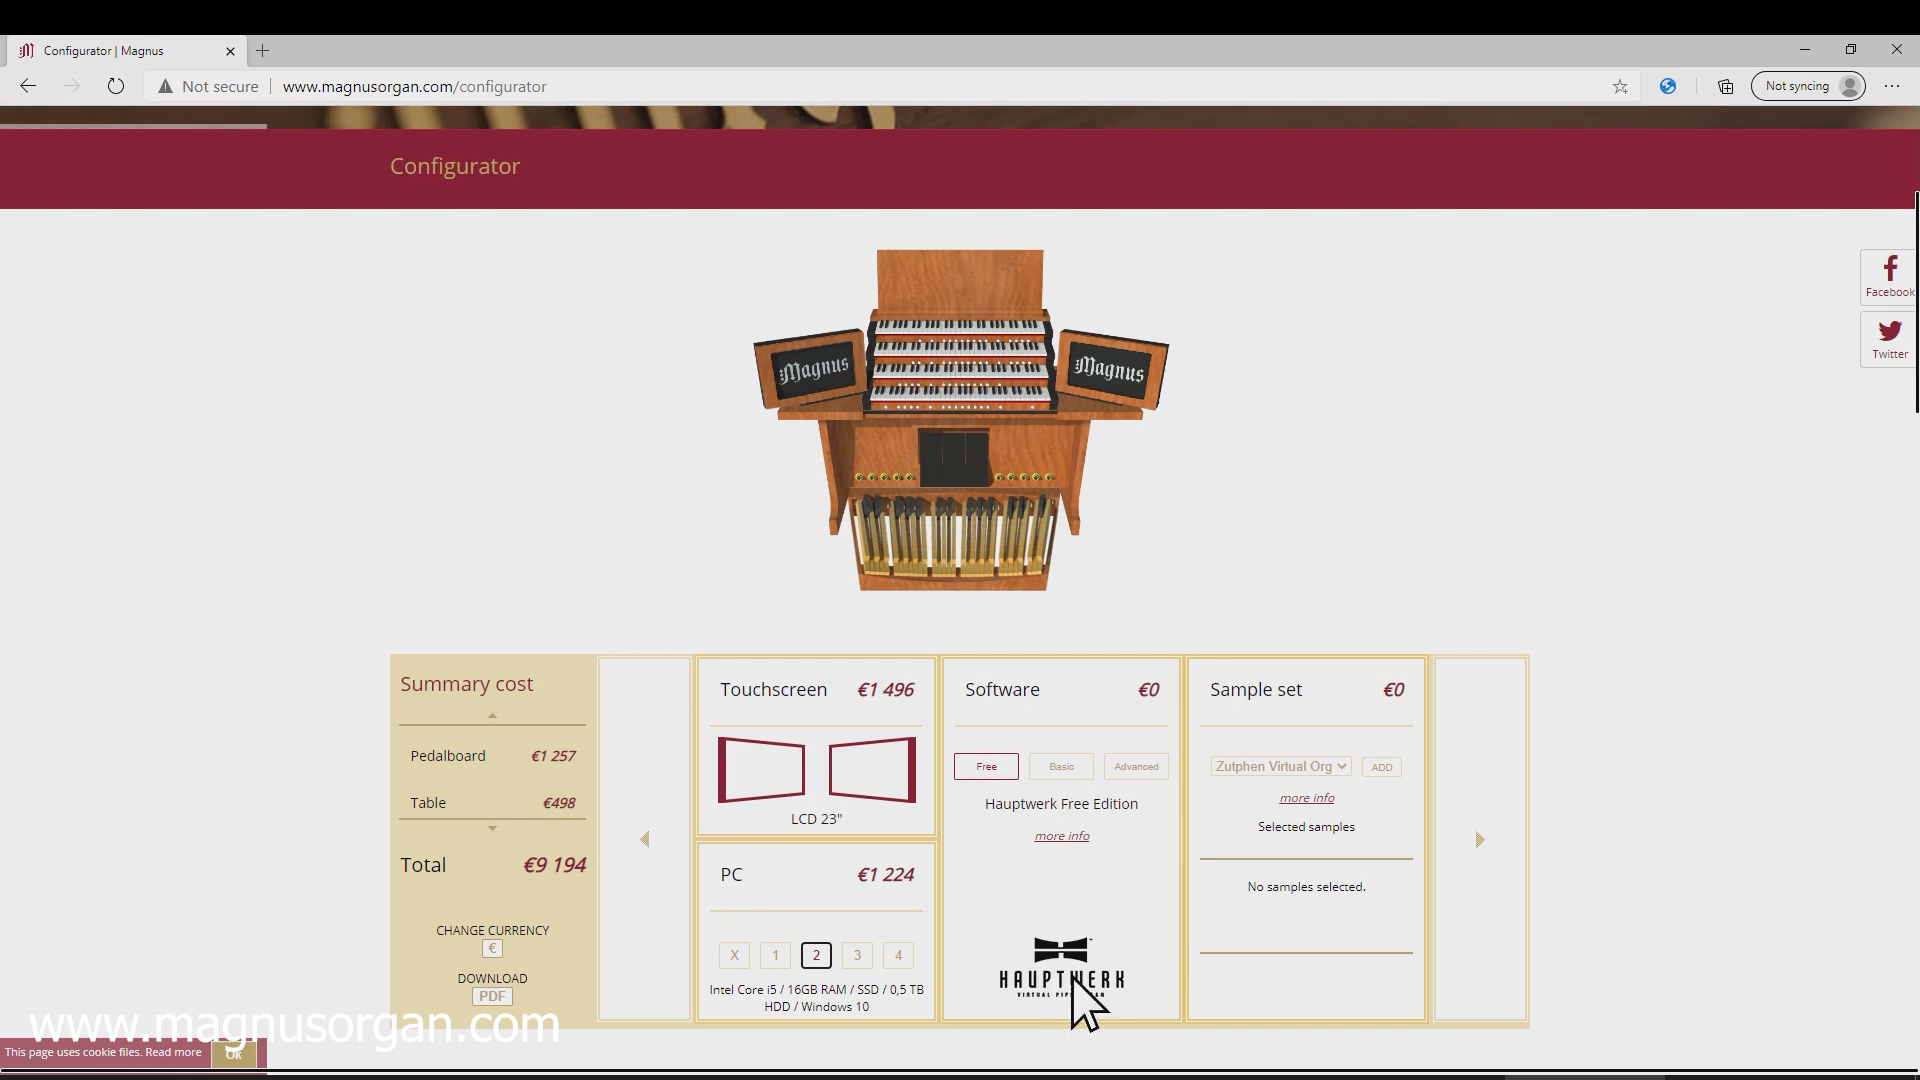 Configurator | Magnus
Not secure
www.magnusorgan.com/configurator
Not syncing
Configurator
Facebook
Twitter
Magnus
Magnus
Summary cost
Pedalboard €1 257
Table €498
Total €9 194
CHANGE CURRENCY
€
DOWNLOAD
PDF
Touchscreen €1 496
LCD 23"
PC €1 224
X 1 2 3 4
Intel Core i5 / 16GB RAM / SSD / 0,5 TB
HDD / Windows 10
Software €0
Free Basic Advanced
Hauptwerk Free Edition
more info
HAUPTWERK
Sample set €0
Zutphen Virtual Org ADD
more info
Selected samples
No samples selected.
www.magnusorgan.com
This page uses cookie files. Read more Ok